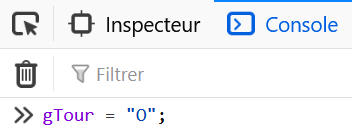 Inspecteur Console
Filtrer
gTour = "O";